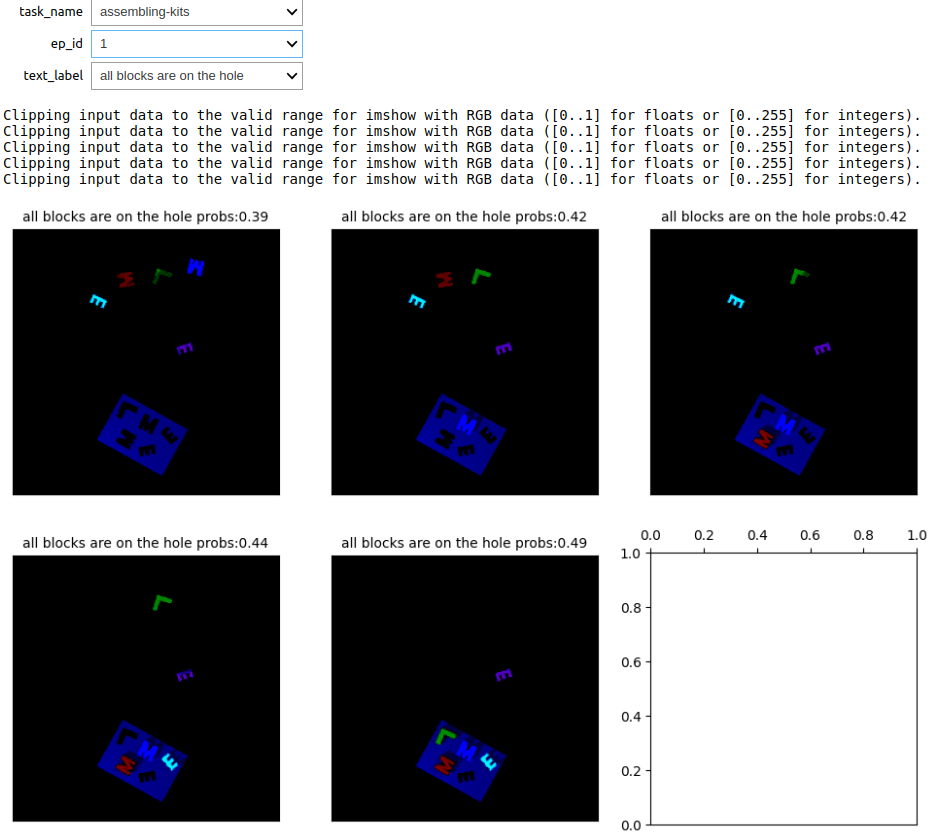 task_name assembling-kits
ep_id 1
text_label all blocks are on the hole
Clipping input data to the valid range for imshow with RGB data ([0..1] for floats or [0..255] for integers).
Clipping input data to the valid range for imshow with RGB data ([0..1] for floats or [0..255] for integers).
Clipping input data to the valid range for imshow with RGB data ([0..1] for floats or [0..255] for integers).
Clipping input data to the valid range for imshow with RGB data ([0..1] for floats or [0..255] for integers).
Clipping input data to the valid range for imshow with RGB data ([0..1] for floats or [0..255] for integers).
all blocks are on the hole probs:0.39
M L M
E
E
L M E
M E
all blocks are on the hole probs:0.42
M L
E
E
L M E
M E
all blocks are on the hole probs:0.42
L
E
E
L M E
M E
all blocks are on the hole probs:0.44
L
E
L M E
M E
all blocks are on the hole probs:0.49
E
L M E
M E
0.0 0.2 0.4 0.6 0.8 1.0
1.0
0.8
0.6
0.4
0.2
0.0